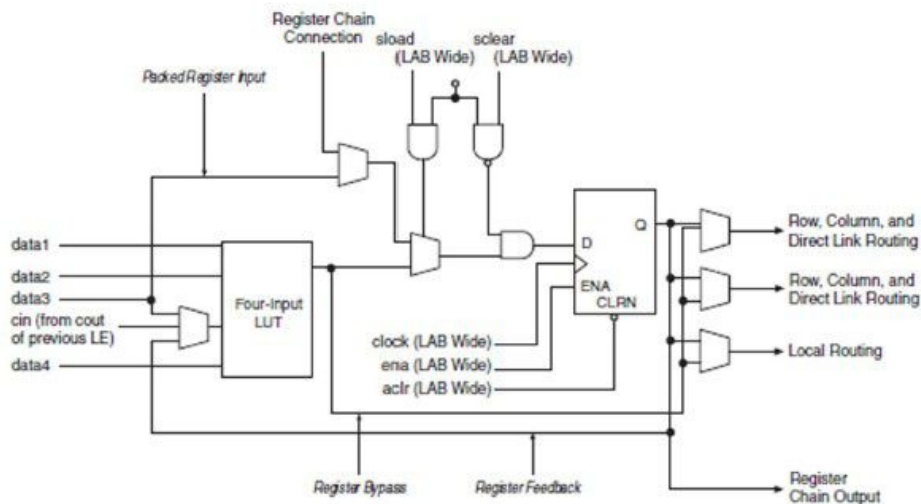 Register Chain
Connection
sload
(LAB Wide)
sclear
(LAB Wide)
Packed Register Input
data1
data2
data3
cin (from cout
of previous LE)
data4
Four-Input
LUT
D
Q
ENA
CLRN
clock (LAB Wide)
ena (LAB Wide)
aclr (LAB Wide)
Row, Column, and
Direct Link Routing
Row, Column, and
Direct Link Routing
Local Routing
Register Bypass
Register Feedback
Register
Chain Output